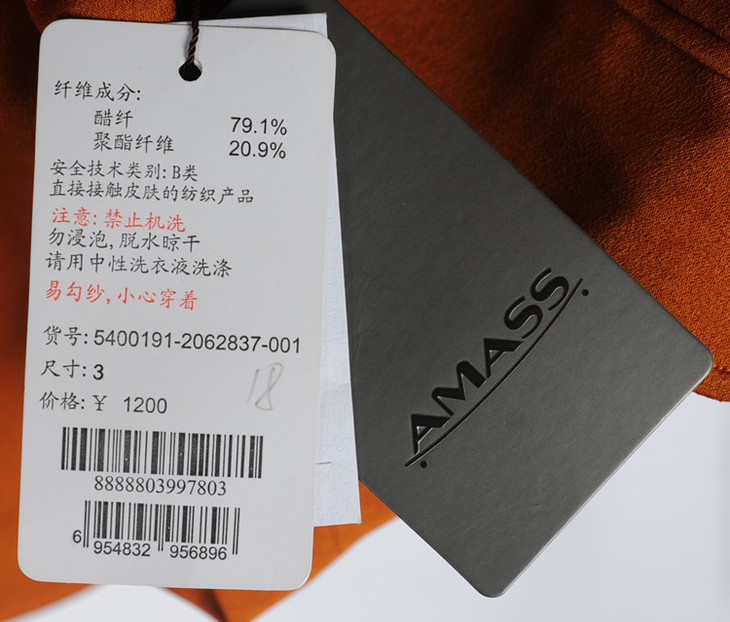 纤维成分:
醋纤 79.1%
聚酯纤维 20.9%
安全技术类别: B类
直接接触皮肤的纺织产品
注意: 禁止机洗
勿浸泡, 脱水晾干
请用中性洗衣液洗涤
易勾纱, 小心穿着
货号: 5400191-2062837-001
尺寸: 3
价格: ¥ 1200
18
8888803997803
6 954832 956896
AMASS